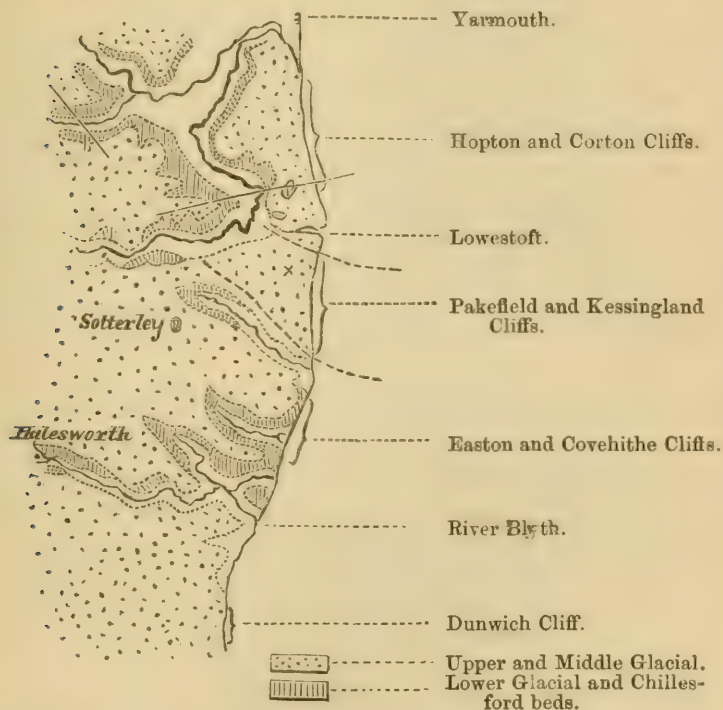 Yarmouth.
Hopton and Corton Cliffs.
Lowestoft.
Pakefield and Kessingland
Cliffs.
Sotterley
Halesworth
Easton and Covehithe Cliffs.
River Blyth.
Dunwich Cliff.
Upper and Middle Glacial.
Lower Glacial and Chilles-
ford beds.